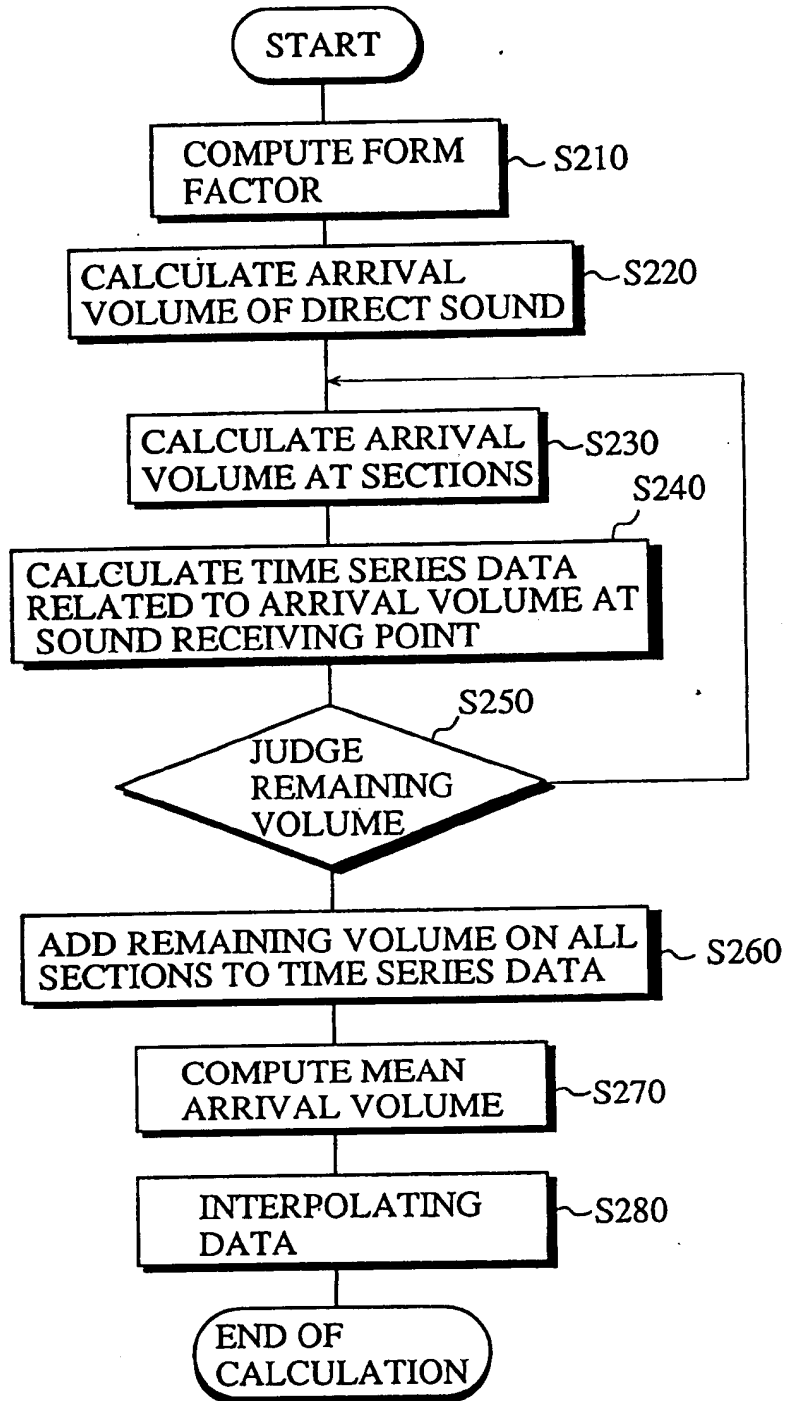 START
COMPUTE FORM
FACTOR
S210
CALCULATE ARRIVAL
VOLUME OF DIRECT SOUND
S220
CALCULATE ARRIVAL
VOLUME AT SECTIONS
S230
S240
CALCULATE TIME SERIES DATA
RELATED TO ARRIVAL VOLUME AT
SOUND RECEIVING POINT
S250
JUDGE
REMAINING
VOLUME
ADD REMAINING VOLUME ON ALL
SECTIONS TO TIME SERIES DATA
S260
COMPUTE MEAN
ARRIVAL VOLUME
S270
INTERPOLATING
DATA
S280
END OF
CALCULATION